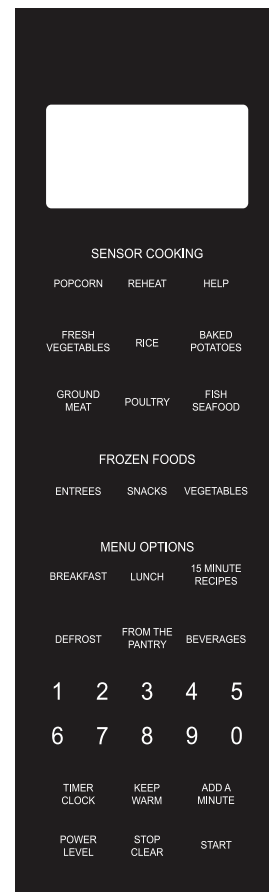 SENSOR COOKING
POPCORN REHEAT HELP
FRESH BAKED
VEGETABLES RICE POTATOES
GROUND FISH
MEAT POULTRY SEAFOOD
FROZEN FOODS
ENTREES SNACKS VEGETABLES
MENU OPTIONS
BREAKFAST LUNCH 15 MINUTE
RECIPES
DEFROST FROM THE BEVERAGES
PANTRY
1 2 3 4 5
6 7 8 9 0
TIMER KEEP ADD A
CLOCK WARM MINUTE
POWER STOP START
LEVEL CLEAR